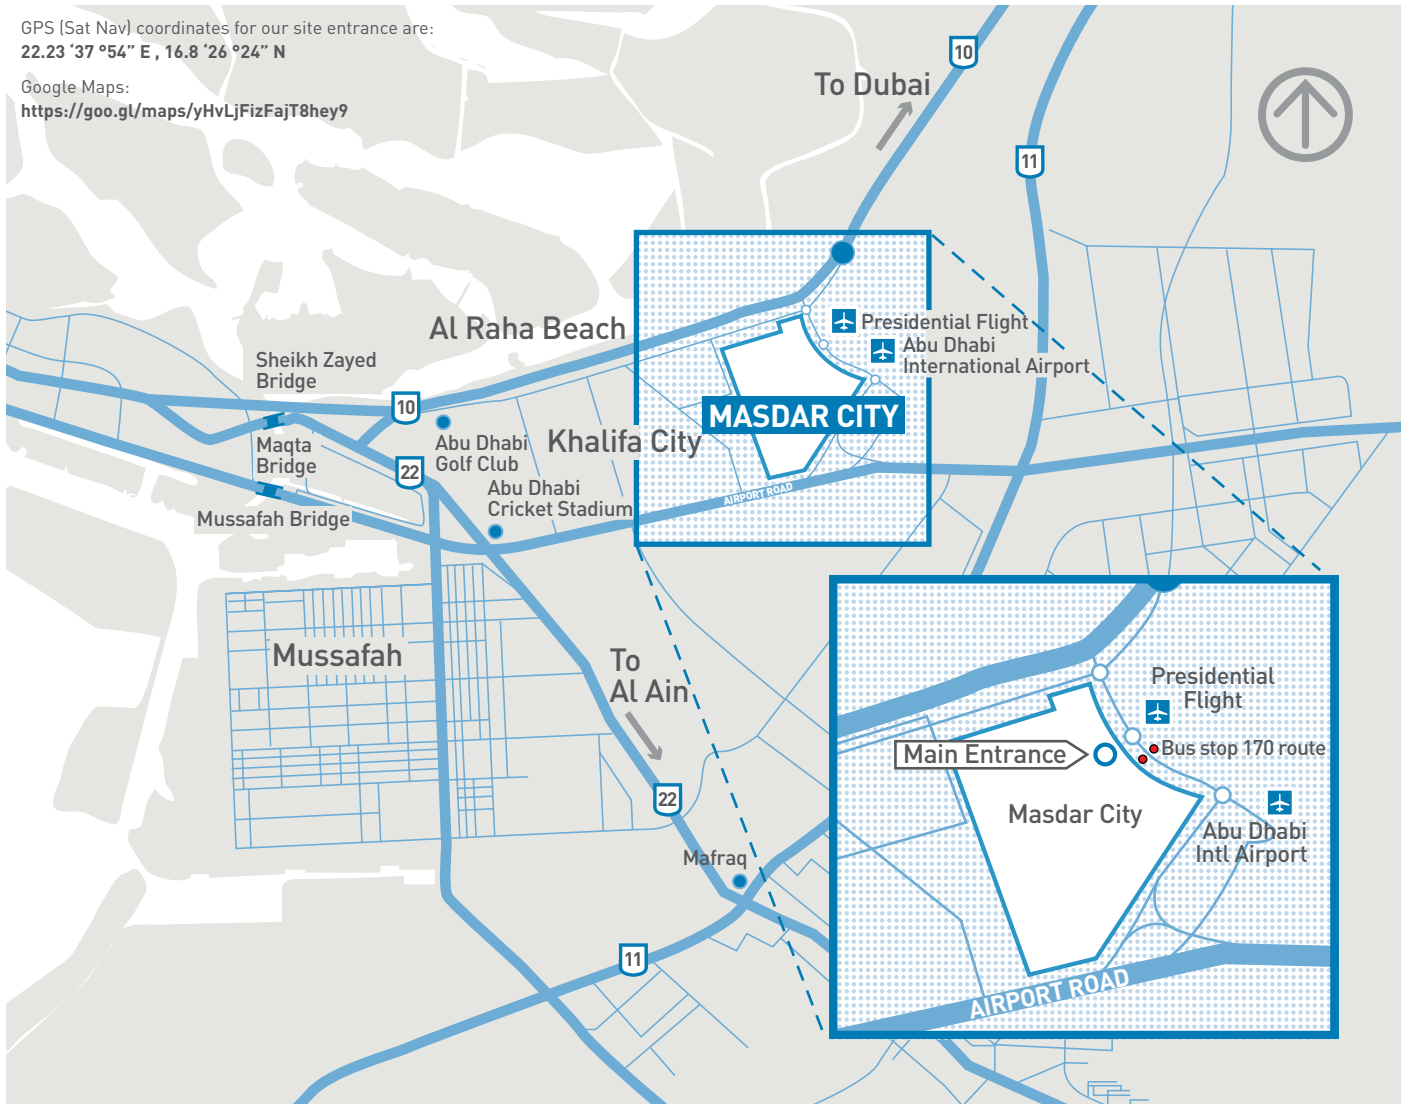 GPS (Sat Nav) coordinates for our site entrance are:
22.23 ‘37 °54” E , 16.8 ‘26 °24” N
Google Maps:
https://goo.gl/maps/yHvLjFizFajT8hey9
10
To Dubai
11
Presidential Flight
Abu Dhabi
International Airport
Al Raha Beach
Sheikh Zayed
Bridge
10
MASDAR CITY
Khalifa City
Abu Dhabi
Golf Club
Maqta
Bridge
22
Abu Dhabi
Cricket Stadium
AIRPORT ROAD
Mussafah Bridge
Mussafah
To
Al Ain
22
Mafraq
11
Presidential
Flight
Bus stop 170 route
Main Entrance
Masdar City
Abu Dhabi
Intl Airport
AIRPORT ROAD